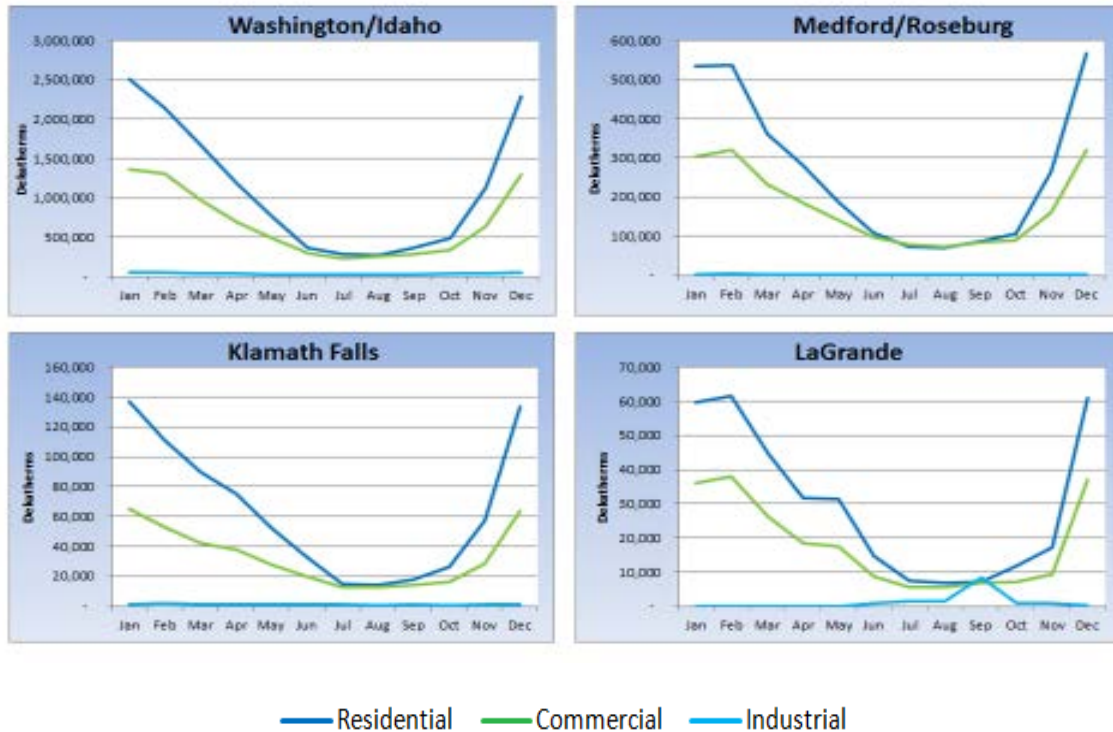 Washington/Idaho
3,000,000
2,500,000
2,000,000
1,500,000
1,000,000
500,000
-
Dekatherms
Jan Feb Mar Apr May Jun Jul Aug Sep Oct Nov Dec
Medford/Roseburg
600,000
500,000
400,000
300,000
200,000
100,000
-
Jan Feb Mar Apr May Jun Jul Aug Sep Oct Nov Dec
Klamath Falls
160,000
140,000
120,000
100,000
80,000
60,000
40,000
20,000
-
Dekatherms
Jan Feb Mar Apr May Jun Jul Aug Sep Oct Nov Dec
LaGrande
70,000
60,000
50,000
40,000
30,000
20,000
10,000
-
Dekatherms
Jan Feb Mar Apr May Jun Jul Aug Sep Oct Nov Dec
Residential Commercial Industrial